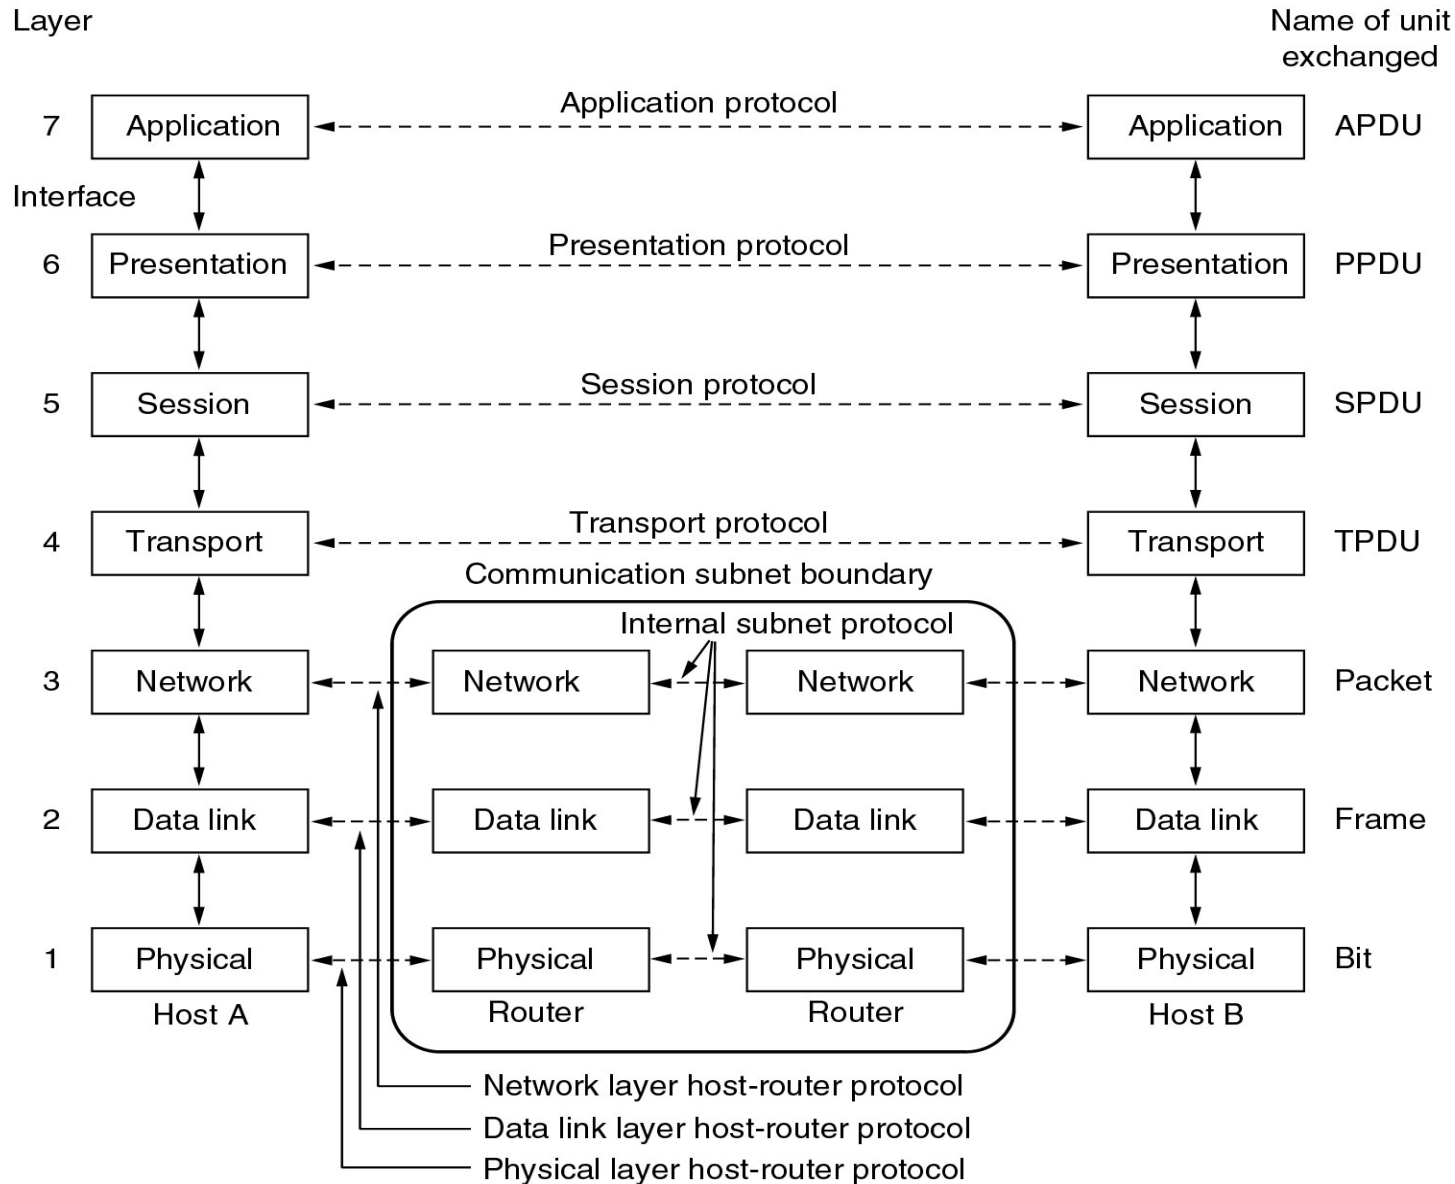 Layer
Name of unit
exchanged
Application protocol
7
Application
Application
APDU
Interface
Presentation protocol
6
Presentation
Presentation
PPDU
Session protocol
5
Session
Session
SPDU
Transport protocol
4
Transport
Transport
TPDU
Communication subnet boundary
Internal subnet protocol
3
Network
Network
Network
Network
Packet
2
Data link
Data link
Data link
Data link
Frame
1
Physical
Physical
Physical
Physical
Bit
Host A
Router
Router
Host B
Network layer host-router protocol
Data link layer host-router protocol
Physical layer host-router protocol